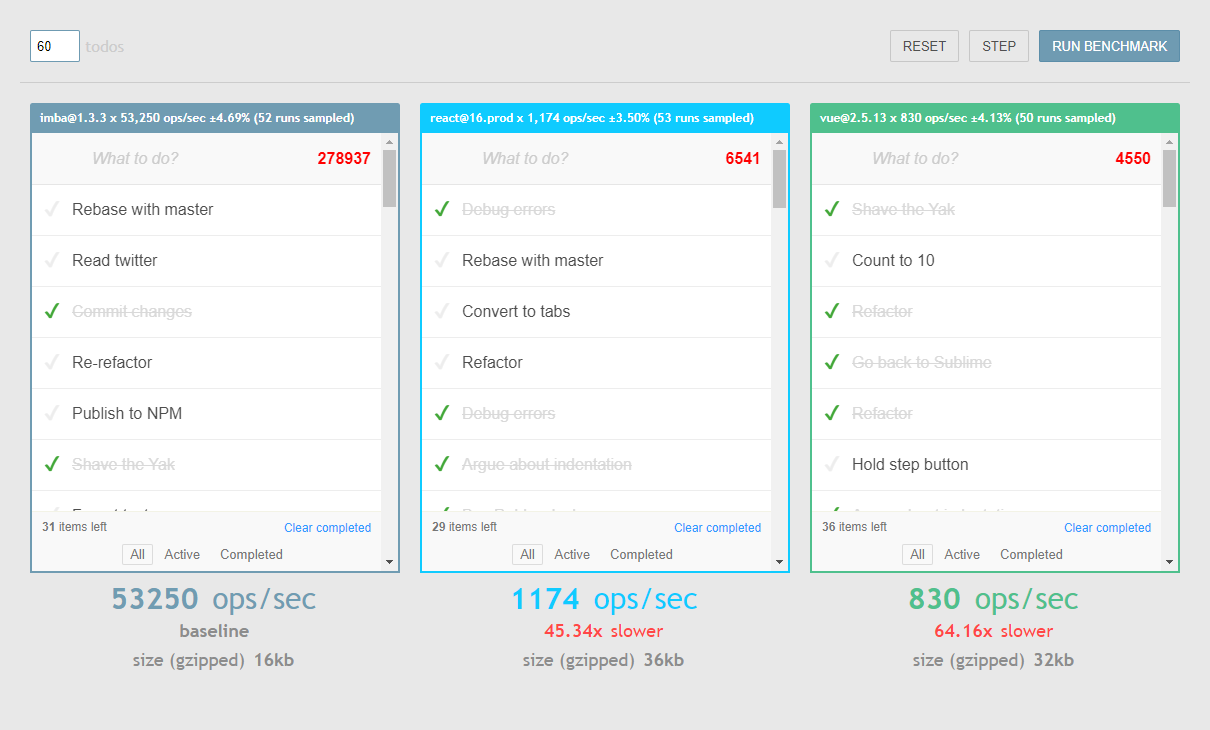 60 todos RESET STEP RUN BENCHMARK
imba@1.3.3 x 53,250 ops/sec ±4.69% (52 runs sampled)
What to do? 278937
Rebase with master
Read twitter
Commit changes
Re-refactor
Publish to NPM
Shave the Yak
31 items left Clear completed
All Active Completed
53250 ops/sec
baseline
size (gzipped) 16kb
react@16.prod x 1,174 ops/sec ±3.50% (53 runs sampled)
What to do? 6541
Debug errors
Rebase with master
Convert to tabs
Refactor
Debug errors
Argue about indentation
29 items left Clear completed
All Active Completed
1174 ops/sec
45.34x slower
size (gzipped) 36kb
vue@2.5.13 x 830 ops/sec ±4.13% (50 runs sampled)
What to do? 4550
Shave the Yak
Count to 10
Refactor
Go back to Sublime
Refactor
Hold step button
36 items left Clear completed
All Active Completed
830 ops/sec
64.16x slower
size (gzipped) 32kb